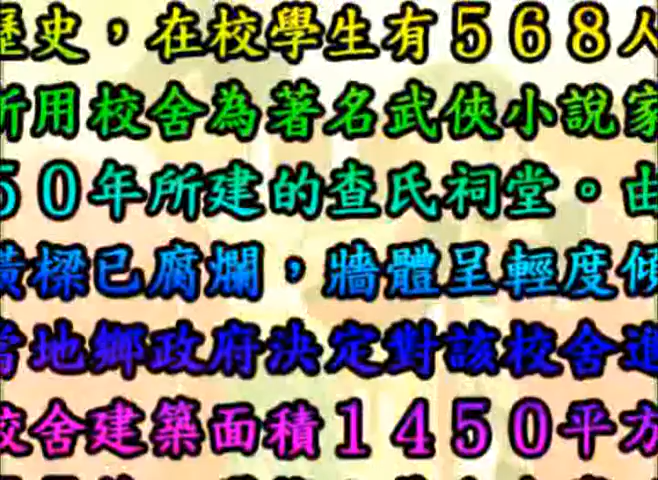 歷史，在校學生有５６８人
所用校舍為著名武俠小說家
５０年所建的查氏祠堂。由
橫樑已腐爛，牆體呈輕度傾
當地鄉政府決定對該校舍進
校舍建築面積１４５０平方